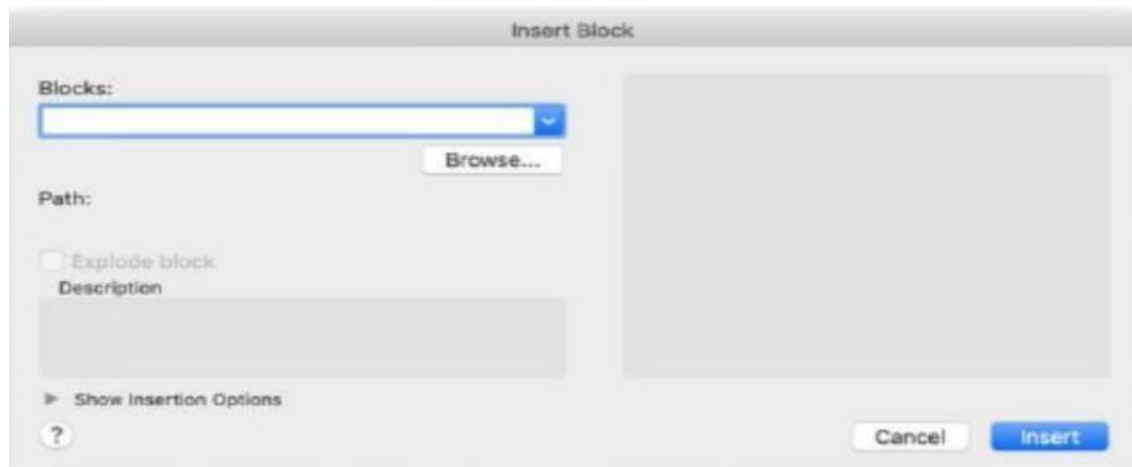 Insert Block
Blocks:
Browse...
Path:
Explode block
Description
Show Insertion Options
?
Cancel
Insert